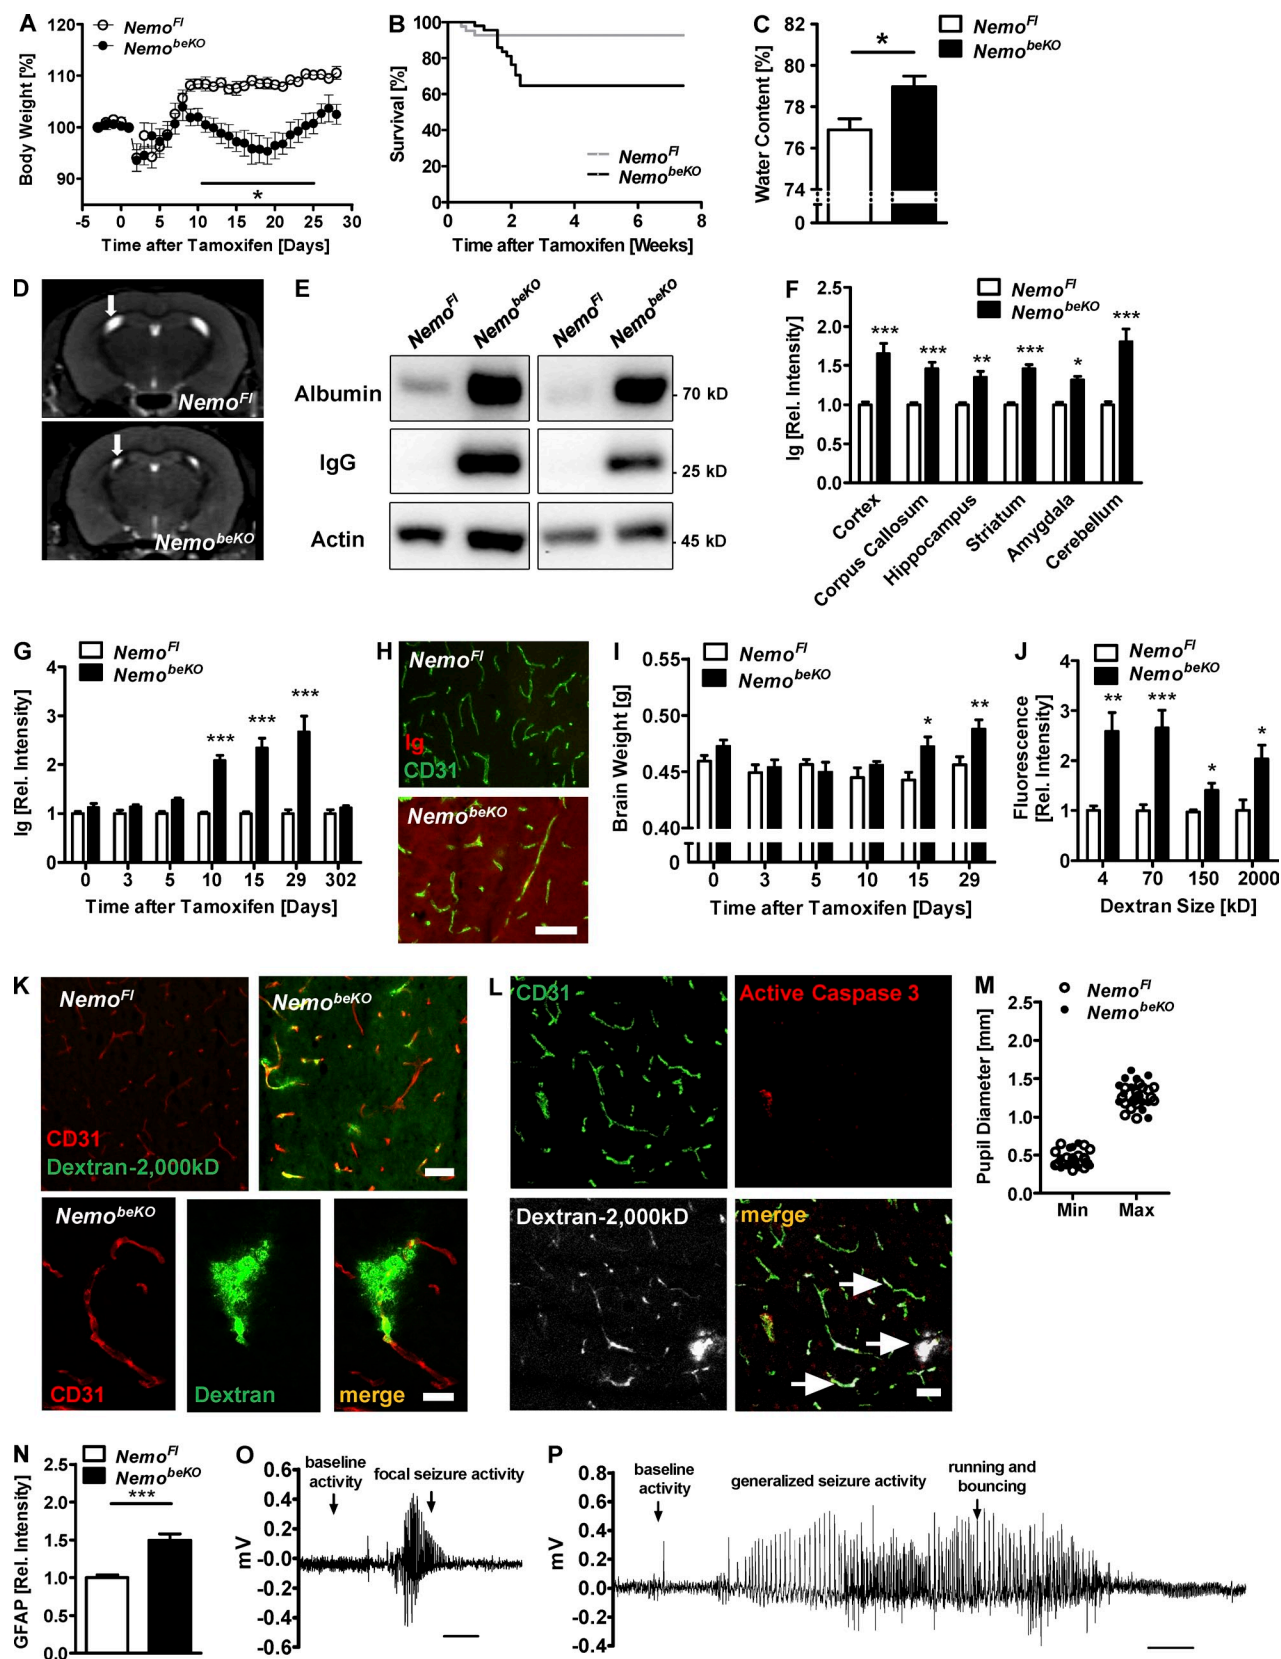 A
Nemo^Fl
Nemo^beKO
120
110
100
90
Body Weight [%]
-5 0 5 10 15 20 25 30
*
Time after Tamoxifen [Days]
B
100
80
60
40
20
0
Survival [%]
Nemo^Fl
Nemo^beKO
0 2 4 6 8
Time after Tamoxifen [Weeks]
C
Nemo^Fl
Nemo^beKO
*
82
80
78
76
74
0
Water Content [%]
D
Nemo^Fl
Nemo^beKO
E
Nemo^Fl
Nemo^beKO
Nemo^Fl
Nemo^beKO
Albumin
- 70 kD
IgG
- 25 kD
Actin
- 45 kD
F
Nemo^Fl
Nemo^beKO
2.5
2.0
1.5
1.0
0.5
0.0
Ig [Rel. Intensity]
*** *** ** *** * ***
Cortex
Corpus Callosum
Hippocampus
Striatum
Amygdala
Cerebellum
G
Nemo^Fl
Nemo^beKO
4
3
2
1
0
Ig [Rel. Intensity]
*** *** ***
0 3 5 10 15 29 302
Time after Tamoxifen [Days]
H
Nemo^Fl
Ig
CD31
Nemo^beKO
I
Nemo^Fl
Nemo^beKO
0.55
0.50
0.45
0.40
0
Brain Weight [g]
* **
0 3 5 10 15 29
Time after Tamoxifen [Days]
J
Nemo^Fl
Nemo^beKO
4
3
2
1
0
Fluorescence
[Rel. Intensity]
** *** * *
4 70 150 2000
Dextran Size [kD]
K
Nemo^Fl
CD31
Dextran-2,000kD
Nemo^beKO
Nemo^beKO
CD31
Dextran
merge
L
CD31
Active Caspase 3
Dextran-2,000kD
merge
M
Nemo^Fl
Nemo^beKO
2.5
2.0
1.5
1.0
0.5
0.0
Pupil Diameter [mm]
Min Max
N
Nemo^Fl
Nemo^beKO
***
2.5
2.0
1.5
1.0
0.5
0.0
GFAP [Rel. Intensity]
O
baseline
activity
focal seizure activity
0.6
0.4
0.2
-0.0
-0.2
-0.4
-0.6
mV
P
baseline
activity
generalized seizure activity
running and
bouncing
0.8
0.6
0.4
0.2
0.0
-0.2
-0.4
mV